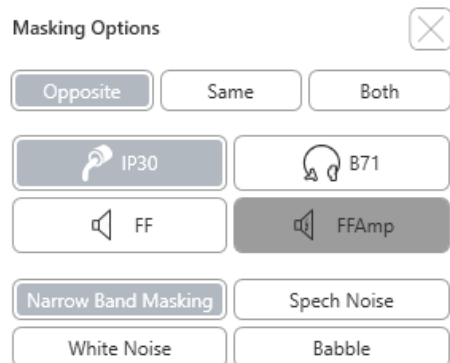 Masking Options
Opposite Same Both
IP30 B71
FF FFAmp
Narrow Band Masking Spech Noise
White Noise Babble